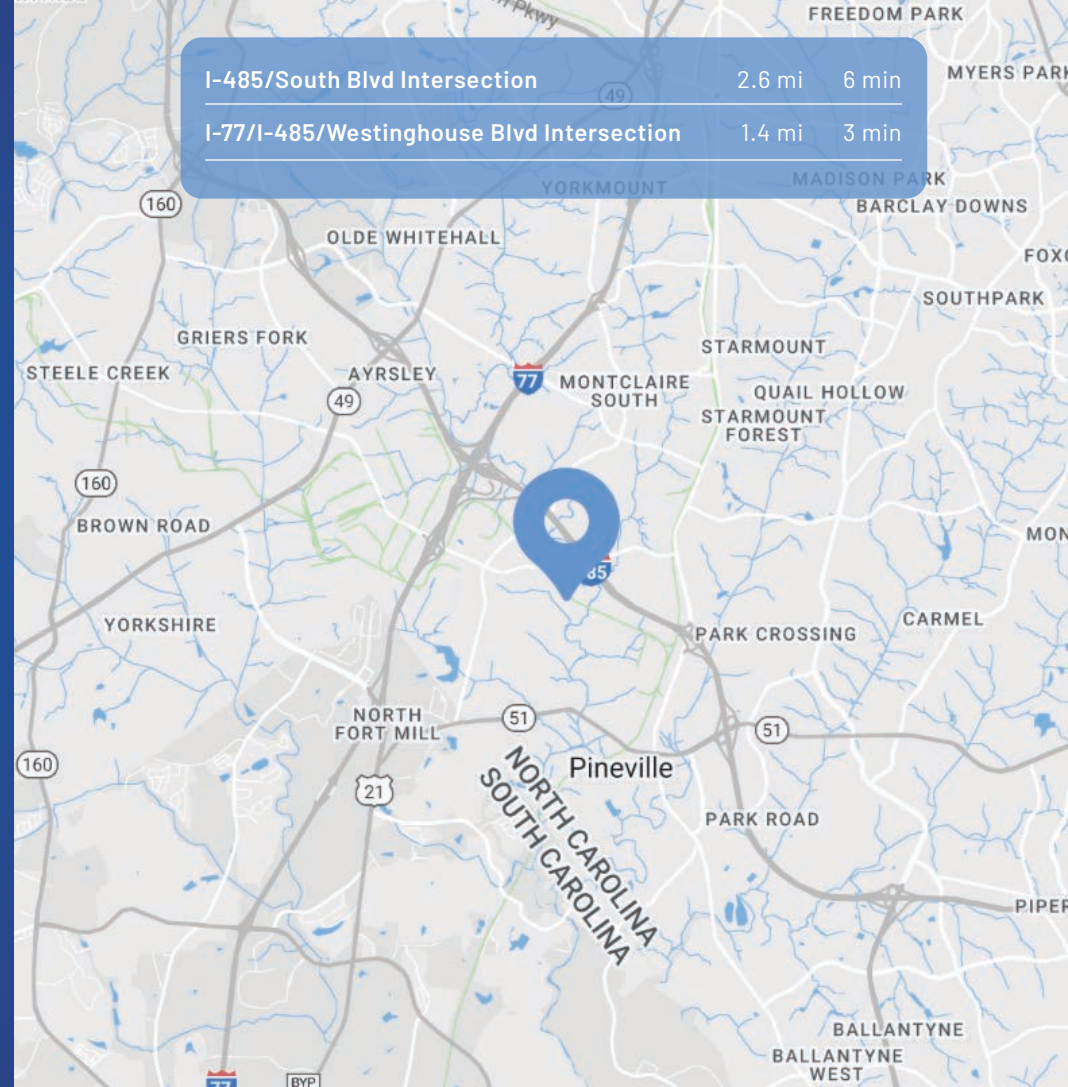 Pkwy
FREEDOM PARK
I-485/South Blvd Intersection 2.6 mi 6 min
MYERS PARK
49
I-77/I-485/Westinghouse Blvd Intersection 1.4 mi 3 min
YORKMOUNT
MADISON PARK
160
BARCLAY DOWNS
OLDE WHITEHALL
SOUTHPARK
GRIERS FORK
STARMOUNT
STEELE CREEK
AYRSLEY
77
MONTCLAIRE
SOUTH
QUAIL HOLLOW
49
STARMOUNT
FOREST
160
BROWN ROAD
85
YORKSHIRE
CARMEL
PARK CROSSING
NORTH
FORT MILL
51
51
160
Pineville
NORTH CAROLINA
SOUTH CAROLINA
21
PARK ROAD
PIPER
BALLANTYNE
BALLANTYNE
WEST
77
BYP